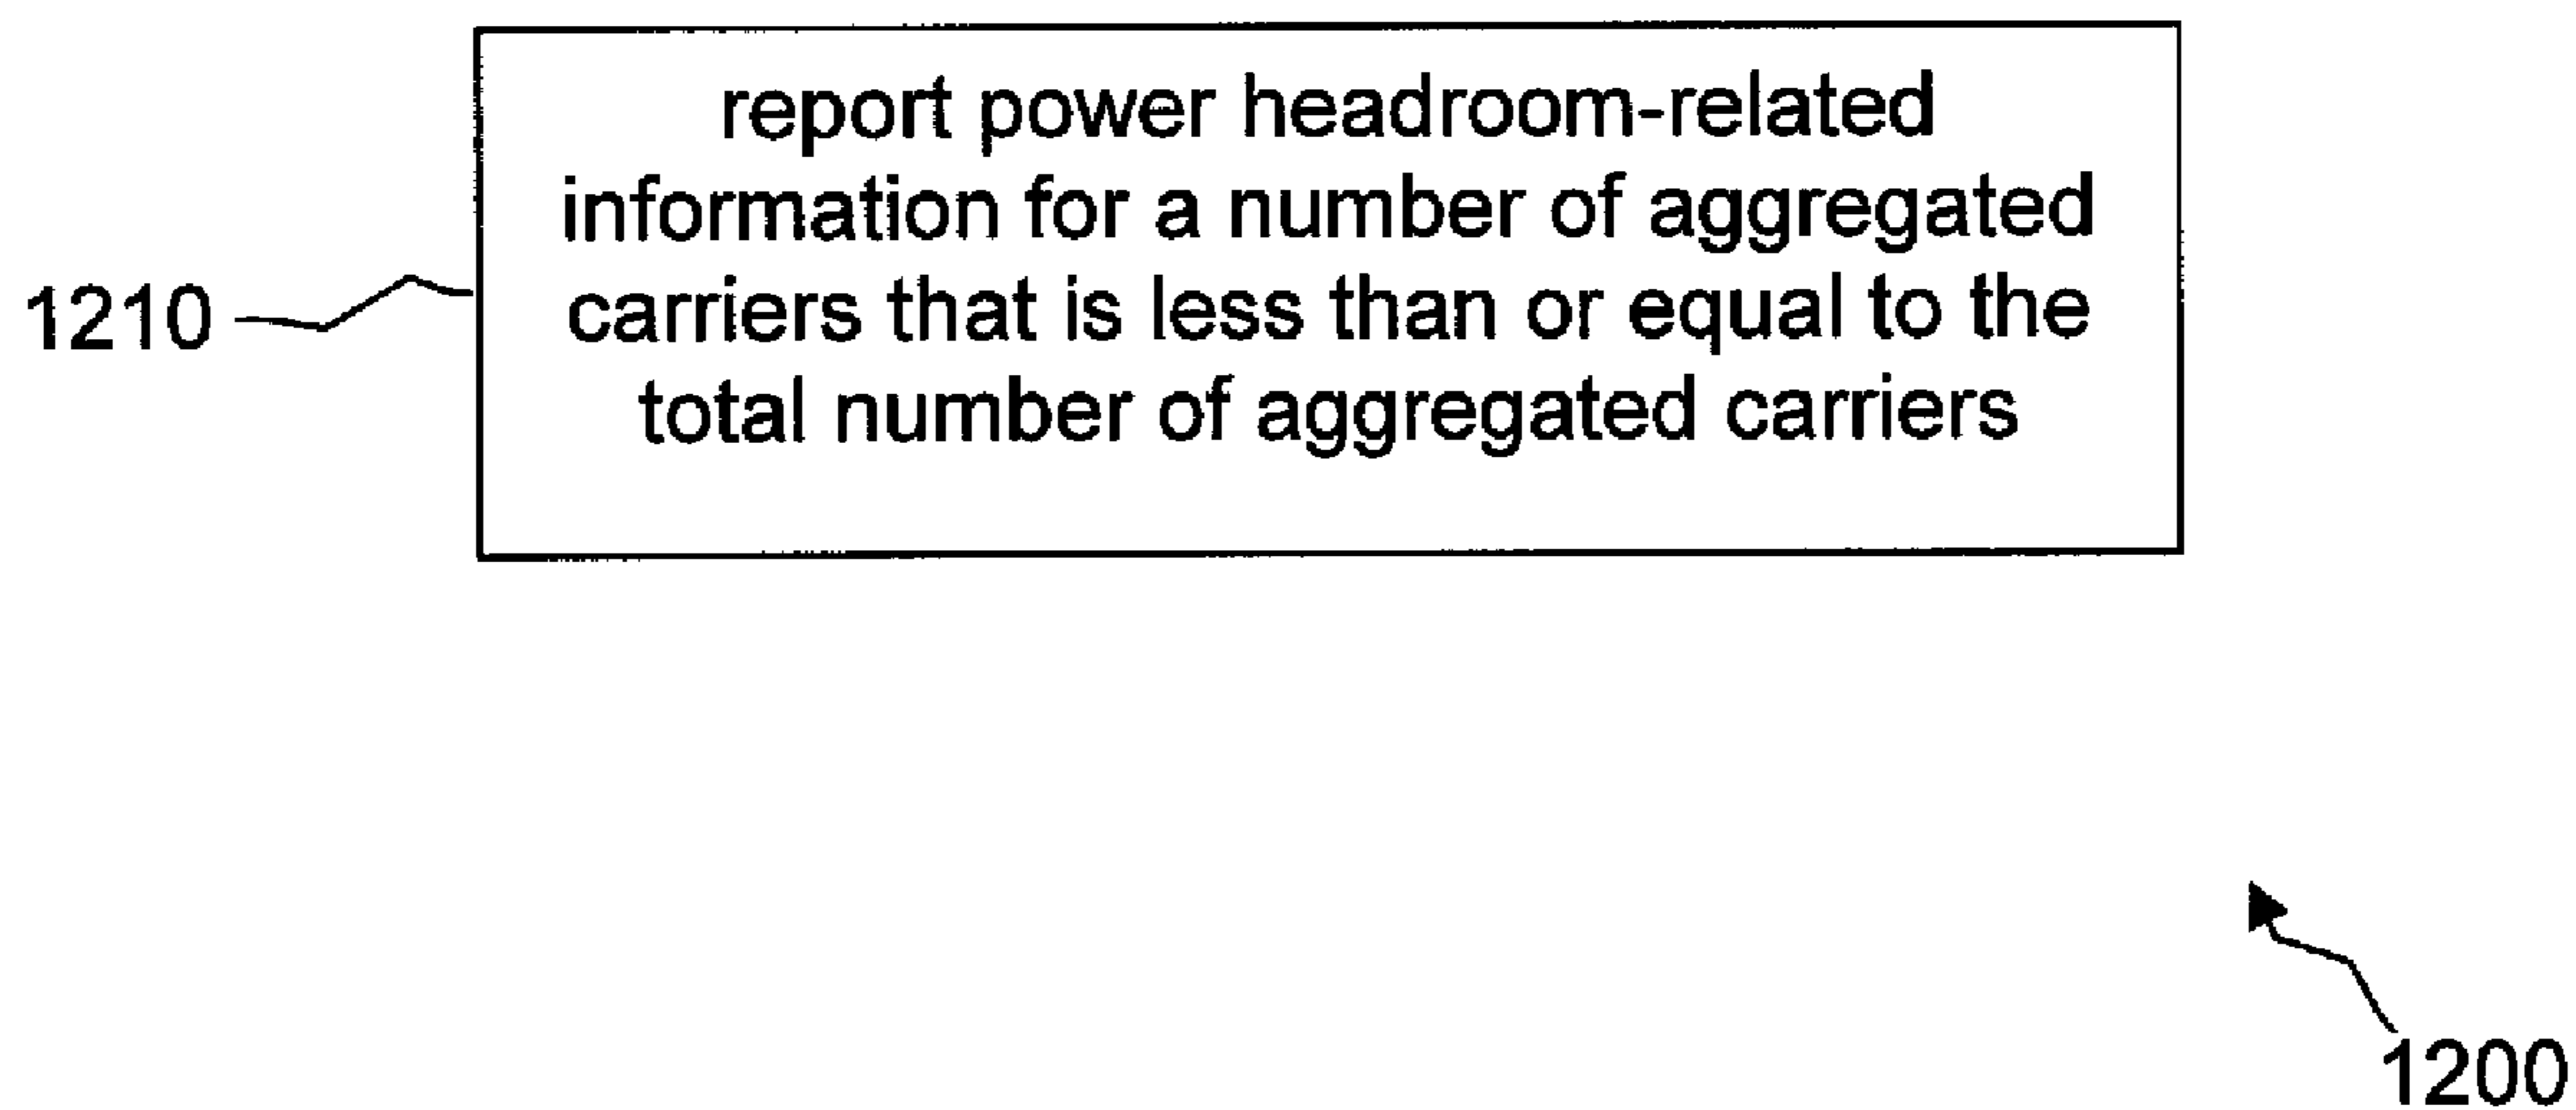 report power headroom-related
information for a number of aggregated
carriers that is less than or equal to the
total number of aggregated carriers
1210
1200